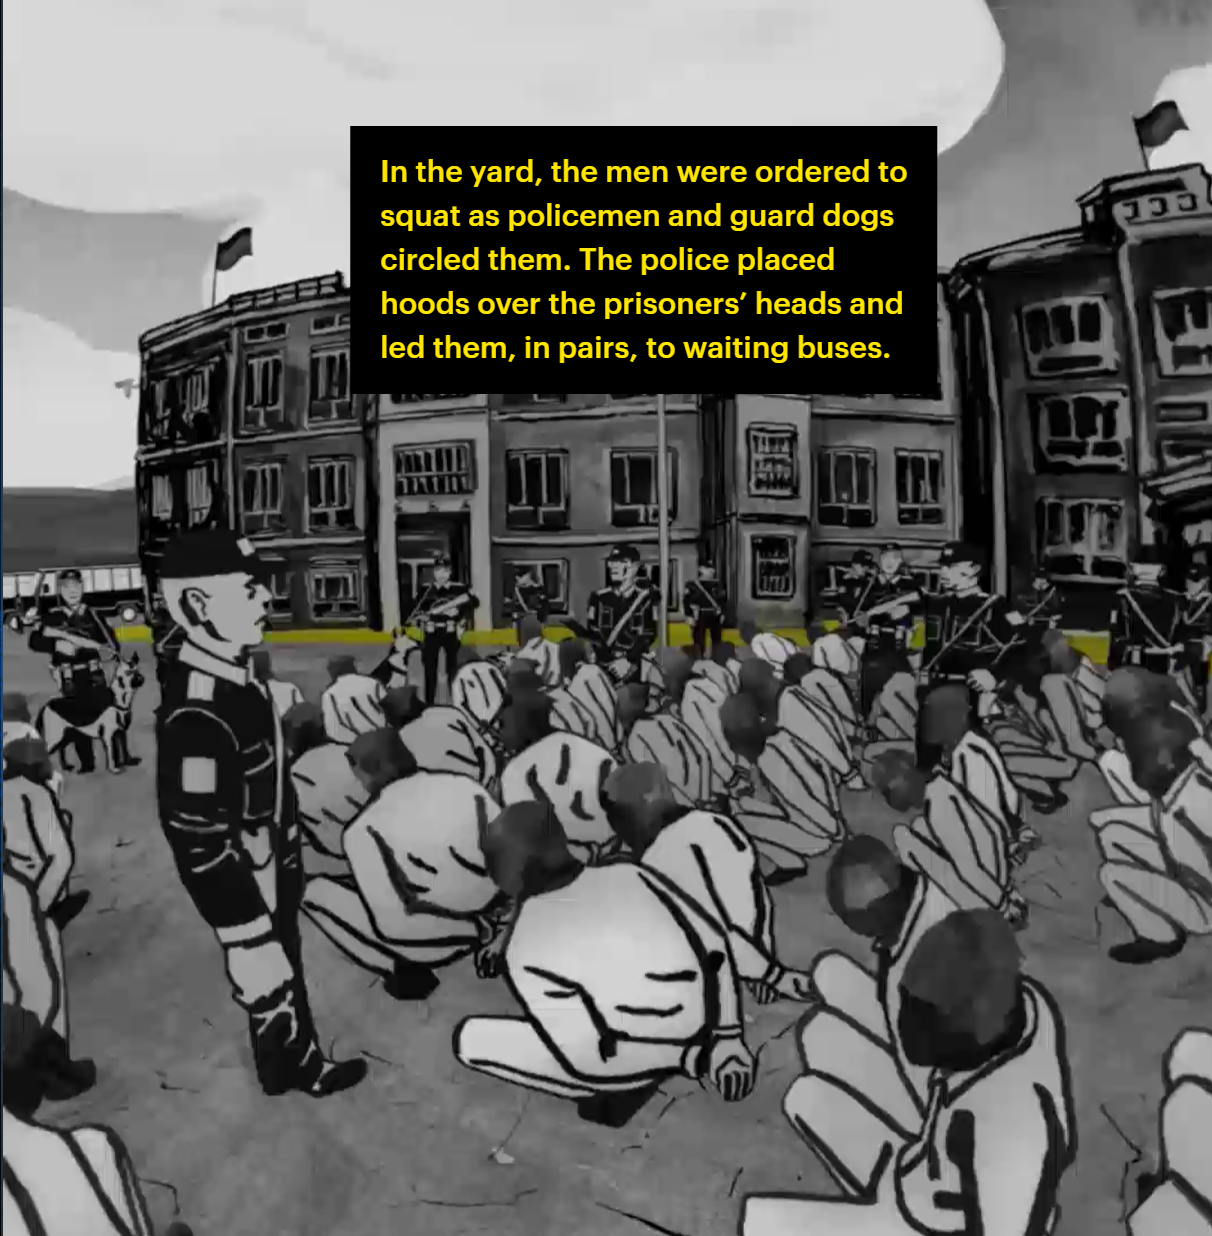 In the yard, the men were ordered to
squat as policemen and guard dogs
circled them. The police placed
hoods over the prisoners’ heads and
led them, in pairs, to waiting buses.